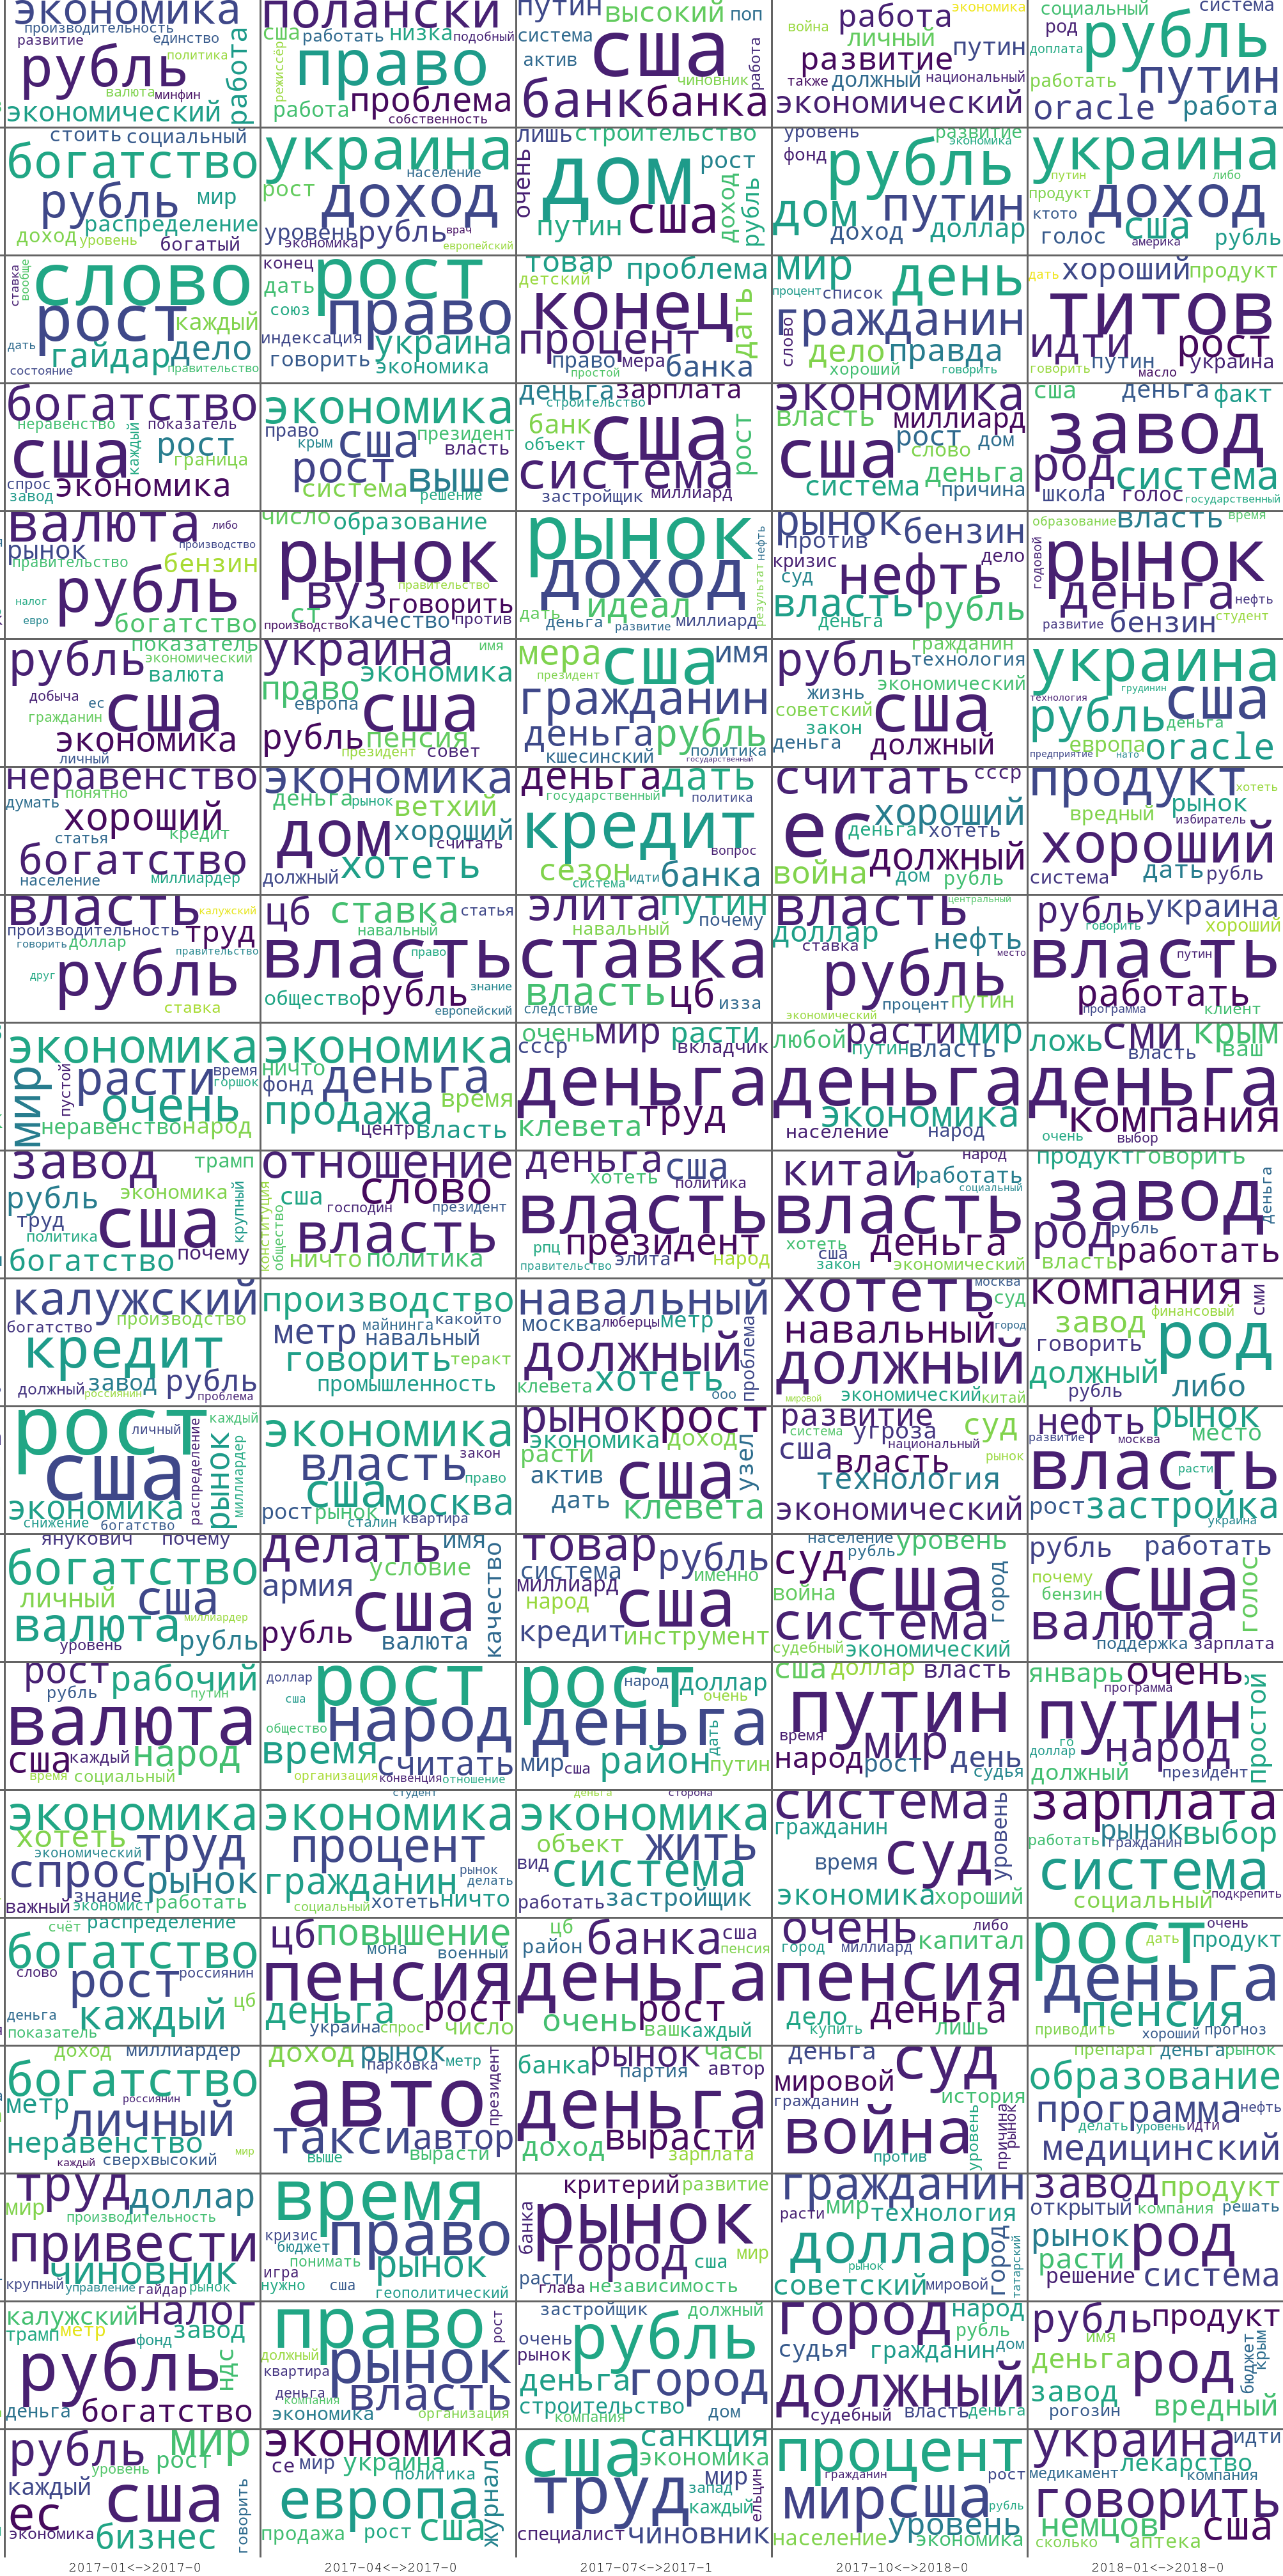 экономика
производительность
развитие единство
политика
рубль
валюта минфин
экономический
работа
полански
сша работать низка подобный
режиссёр
право
работа проблема
собственность
путин высокий поп
система
актив
сша
чиновник
работа
банк банка
экономика
война работа
личный
развитие путин
также должный национальный
экономический
социальный система
род
доплата рубль
работать путин
oracle работа
стоить социальный
богатство
рубль мир
распределение
доход уровень богатый
украина
население
рост доход
уровень рубль врач
экономика европейский
лишь строительство
очень
дом рост
доход
рубль
путин сша
уровень развитие
экономика
фонд рубль
дом путин
доход доллар
украина
путин либо
продукт доход
ктото сша
голос америка рубль
ставка
вообще
слово
рост каждый
дать гайдар дело
состояние правительство
конец рост
дать
союз право
индексация украина
говорить экономика
товар проблема
детский
конец
процент дать
право мера банка
простой
мир день
процент список
гражданин
слово
дело правда
хороший говорить
дать хороший продукт
титов
идти рост
говорить путин украина
масло
богатство
неравенство показатель
сша каждый рост
граница
спрос
завод экономика
экономика
право сша президент
крым власть
рост выше
система решение
деньга зарплата
строительство
банк сша
объект рост
система
застройщик миллиард
экономика
власть миллиард
сша рост дом
слово
деньга
система причина
сша деньга факт
завод
род система
школа голос государственный
валюта либо
рынок производство
правительство бензин
рубль
налог
евро богатство
число образование
рынок
правительство
вуз говорить
ст
производство качество против
рынок нефть
доход
результат
идеал
дать
деньга развитие миллиард
рынок бензин
против
кризис нефть дело
суд
власть рубль
деньга
образование власть время
годовой
рынок
деньга нефть
развитие бензин студент
показатель
рубль экономический
валюта
добыча ес сша
гражданин
экономика
личный
украина имя
экономика
право
европа сша
рубль пенсия
президент совет
мера сша имя
президент
гражданин
деньга рубль
кшесинский политика
государственный
рубль гражданин
технология
жизнь экономический
советский сша
закон
деньга должный
украина
технология грудинин сша
рубль деньга
европа oracle
предприятие нато
неравенство
думать понятно
хороший
статья кредит
богатство
население миллиардер
экономика
деньга рынок ветхий
дом хороший
считать
хотеть
должный
деньга дать
государственный политика
кредит
вопрос
сезон идти банка
система
считать ссср
хороший
ес деньга хотеть
должный
война дом рубль
продукт хотеть
вредный рынок
избиратель
хороший
система дать рубль
власть калужский
производительность труд
говорить доллар правительство
друг рубль
ставка
цб ставка статья
навальный
власть право
общество рубль знание
европейский
элита путин
навальный почему
ставка
власть цб изза
следствие
власть центральный
доллар нефть
ставка место
рубль
процент путин
экономический
рубль украина
говорить хороший
власть
путин
работать
программа клиент
экономика
мир пустой расти время
горшок
очень
неравенство народ
экономика
ничто
фонд деньга
продажа время
центр власть
очень мир расти
ссср вкладчик
деньга
клевета труд
любой расти мир
путин власть
деньга
экономика
население народ
ложь сми крым
власть ваш
деньга
компания
очень выбор
завод трамп
рубль экономика
труд сша крупный
политика
богатство почему
отношение
сша слово
господин президент
конституция
общество
власть
ничто политика
деньга сша
хотеть политика
власть
рпц президент
правительство элита народ
китай народ
работать
социальный
власть
хотеть деньга
сша
закон экономический
продукт говорить
завод деньга
род рубль
власть работать
калужский
богатство производство
кредит
должный завод рубль
россиянин проблема
производство
метр майнинга какойто
навальный
говорить теракт
промышленность
навальный
москва люберцы метр
должный проблема
клевета хотеть
ооо
хотеть москва
суд
навальный город
должный
мировой экономический китай
компания
завод финансовый сми
говорить род
должный
рубль либо
рост
личный каждый
сша распределение рынок миллиардер
экономика
снижение богатство
экономика
власть закон
сша право
рост рынок москва
сталин квартира
рынок рост
экономика доход
расти узел
актив сша
дать клевета
развитие суд
система угроза
сша национальный
власть рынок
технология
экономический
нефть рынок
развитие москва место
власть
расти
рост застройка
украина
янукович почему
богатство
личный сша
валюта миллиардер
уровень рубль
делать имя
условие
армия сша качество
рубль валюта
товар рубль
система
миллиард именно
народ сша
кредит инструмент
население уровень
суд рубль
война сша город
система
судебный экономический
рубль работать
почему сша голос
бензин
валюта
поддержка зарплата
рост рабочий
рубль путин
валюта
сша каждый народ
время социальный
доллар рост
сша
общество народ
время считать
организация конвенция отношение
рост народ доллар
очень
деньга дать
мир сша район путин
сша доллар власть
путин
время мир
народ рост день
судья
январь очень
программа
путин простой
го
доллар народ
должный президент
экономика
хотеть труд
экономический
спрос рынок
знание
важный экономист работать
студент
экономика
процент
гражданин рынок
делать
социальный хотеть ничто
деньга сторона
экономика
объект жить
вид система
работать застройщик
система уровень
гражданин
время суд
экономика хороший
зарплата
работать рынок выбор
гражданин
система
социальный подкрепить
счёт распределение
богатство
слово рост россиянин
деньга каждый цб
показатель
цб повышение
мона военный
пенсия
деньга рост
украина спрос число
цб банка сша
район пенсия
деньга
очень рост
ваш каждый
очень либо
город миллиард капитал
пенсия
дело деньга
купить лишь
рост очень
дать продукт
деньга
пенсия
приводить хороший прогноз
доход миллиардер
богатство
метр россиянин
личный
неравенство мир
каждый сверхвысокий
доход рынок метр
парковка президент
авто
такси автор
выше вырасти
банка рынок часы
партия автор
деньга
доход вырасти
зарплата
деньга суд
мировой
гражданин история
война уровень причина рынок
против
препарат деньга рынок
образование
программа нефть
делать уровень идти
медицинский
труд доллар
мир производительность
привести
чиновник
крупный управление гайдар рынок
время
кризис право
бюджет
понимать рынок
игра
нужно сша геополитический
критерий развитие
банка рынок
город сша мир
расти
глава независимость
гражданин
расти мир технология
доллар город татарский
рынок
советский мировой
завод продукт
открытый компания решать
рынок род
расти
решение система
калужский налог
трамп метр завод
фонд
рубль ндс
деньга богатство
право рост
должный
квартира рынок
деньга
компания власть
экономика организация
застройщик должный
очень рубль
рынок
деньга город
строительство
компания дом
город народ
рубль
судья гражданин дом
должный
судебный власть деньга
рубль продукт
имя
деньга род бюджет крым
завод
рогозин вредный
рубль мир
уровень рост
каждый сша
ес
экономика бизнес говорить
экономика
се мир украина
политика
европа журнал
продажа рост сша
сша санкция
экономика
труд мир
запад
каждый ельцин
специалист чиновник
процент
гражданин рост
мир сша рубль
население уровень
экономика
украина идти
лекарство
медикамент компания
говорить
немцов сша
сколько аптека
2017-01<->2017-0 2017-04<->2017-0 2017-07<->2017-1 2017-10<->2018-0 2018-01<->2018-0